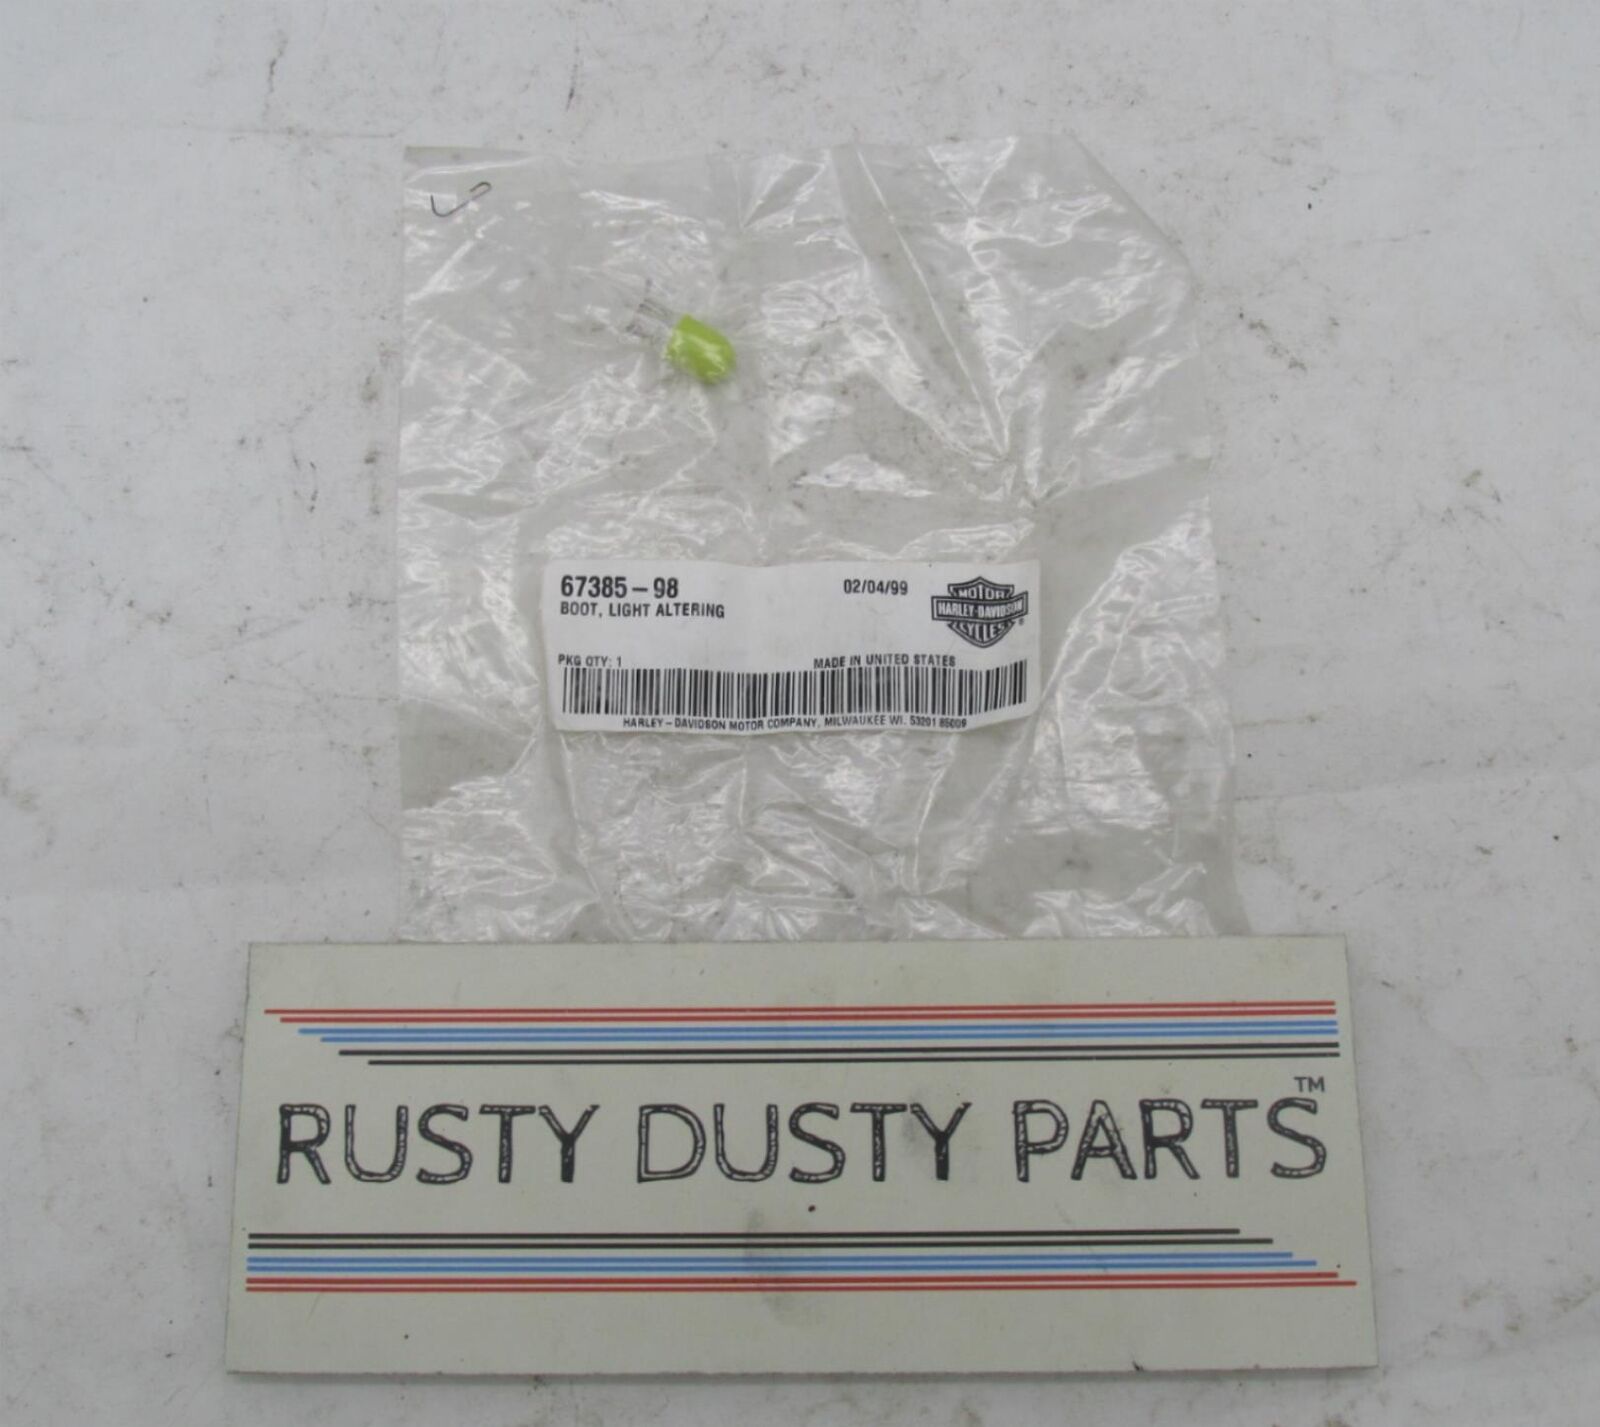 67385-98
02/04/99
BOOT, LIGHT ALTERING
MOTOR
HARLEY-DAVIDSON
CYCLES
®
PKG QTY: 1
MADE IN UNITED STATES
HARLEY-DAVIDSON MOTOR COMPANY, MILWAUKEE WI. 53201 85009
RUSTY DUSTY PARTS™